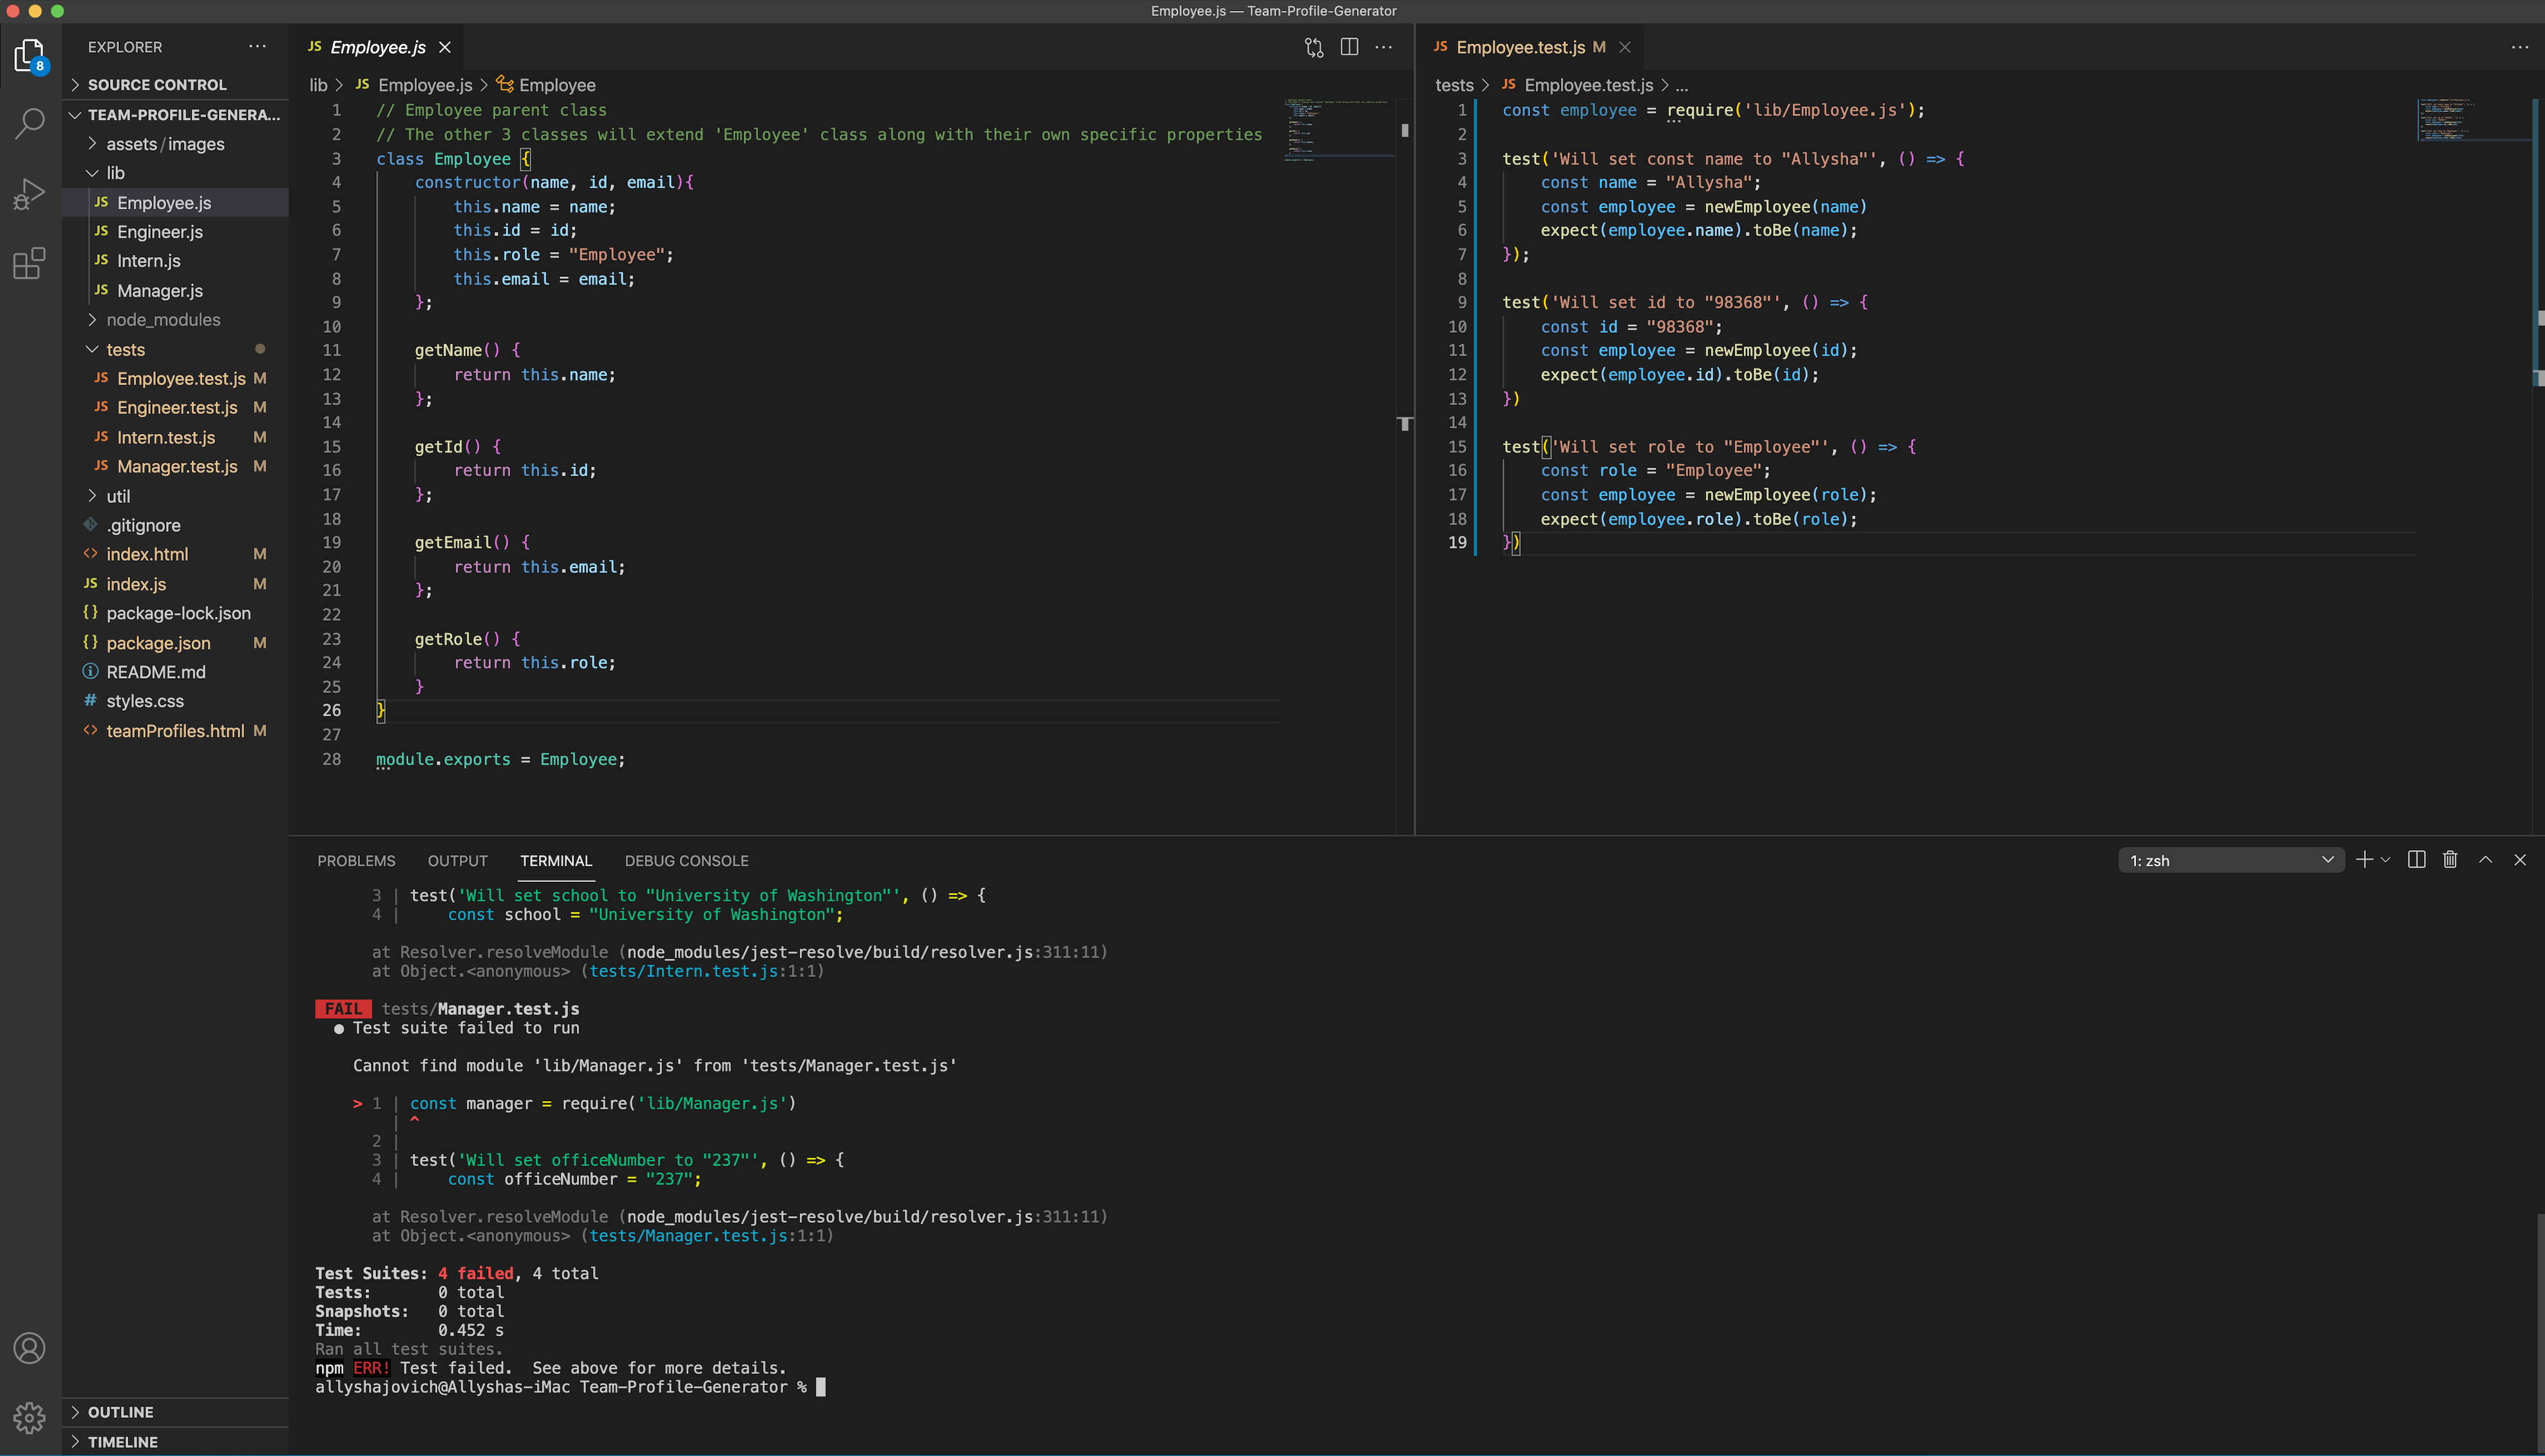 Employee.js — Team-Profile-Generator
EXPLORER
SOURCE CONTROL
TEAM-PROFILE-GENERA...
assets/images
lib
JS Employee.js
JS Engineer.js
JS Intern.js
JS Manager.js
node_modules
tests
JS Employee.test.js M
JS Engineer.test.js M
JS Intern.test.js M
JS Manager.test.js M
util
.gitignore
<> index.html M
JS index.js M
{} package-lock.json
{} package.json M
README.md
# styles.css
<> teamProfiles.html M
OUTLINE
TIMELINE
8
JS Employee.js
lib > JS Employee.js > Employee
1 // Employee parent class
2 // The other 3 classes will extend 'Employee' class along with their own specific properties
3 class Employee {
4 constructor(name, id, email){
5 this.name = name;
6 this.id = id;
7 this.role = "Employee";
8 this.email = email;
9 };
10
11 getName() {
12 return this.name;
13 };
14
15 getId() {
16 return this.id;
17 };
18
19 getEmail() {
20 return this.email;
21 };
22
23 getRole() {
24 return this.role;
25 }
26 }
27
28 module.exports = Employee;
JS Employee.test.js M
tests > JS Employee.test.js > ...
1 const employee = require('lib/Employee.js');
2
3 test('Will set const name to "Allysha"', () => {
4 const name = "Allysha";
5 const employee = newEmployee(name)
6 expect(employee.name).toBe(name);
7 });
8
9 test('Will set id to "98368"', () => {
10 const id = "98368";
11 const employee = newEmployee(id);
12 expect(employee.id).toBe(id);
13 })
14
15 test('Will set role to "Employee"', () => {
16 const role = "Employee";
17 const employee = newEmployee(role);
18 expect(employee.role).toBe(role);
19 })
PROBLEMS OUTPUT TERMINAL DEBUG CONSOLE
1: zsh
3 | test('Will set school to "University of Washington"', () => {
4 | const school = "University of Washington";
at Resolver.resolveModule (node_modules/jest-resolve/build/resolver.js:311:11)
at Object.<anonymous> (tests/Intern.test.js:1:1)
FAIL tests/Manager.test.js
● Test suite failed to run
Cannot find module 'lib/Manager.js' from 'tests/Manager.test.js'
> 1 | const manager = require('lib/Manager.js')
| ^
2 |
3 | test('Will set officeNumber to "237"', () => {
4 | const officeNumber = "237";
at Resolver.resolveModule (node_modules/jest-resolve/build/resolver.js:311:11)
at Object.<anonymous> (tests/Manager.test.js:1:1)
Test Suites: 4 failed, 4 total
Tests: 0 total
Snapshots: 0 total
Time: 0.452 s
Ran all test suites.
npm ERR! Test failed. See above for more details.
allyshajovich@Allyshas-iMac Team-Profile-Generator %